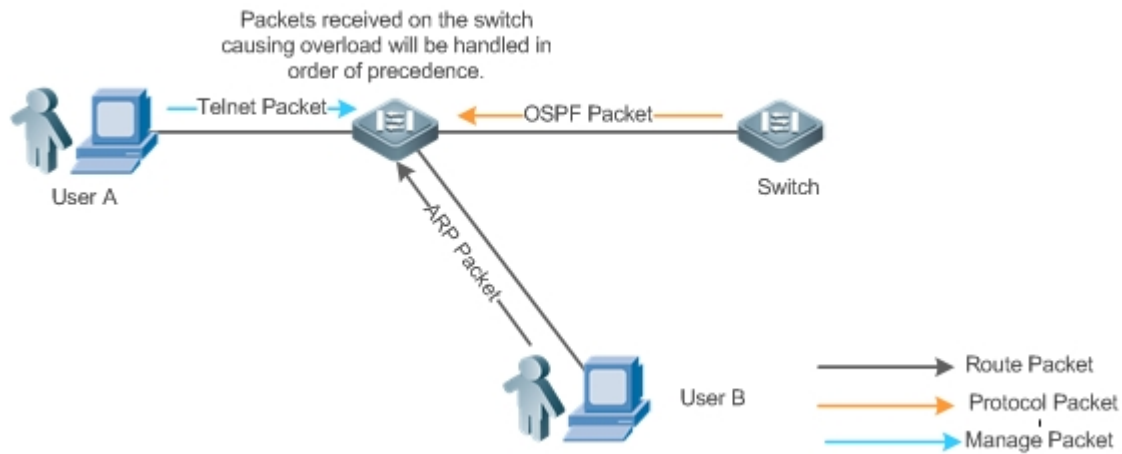 Packets received on the switch
causing overload will be handled in
order of precedence.
Telnet Packet
OSPF Packet
User A
Switch
ARP Packet
User B
Route Packet
Protocol Packet
Manage Packet